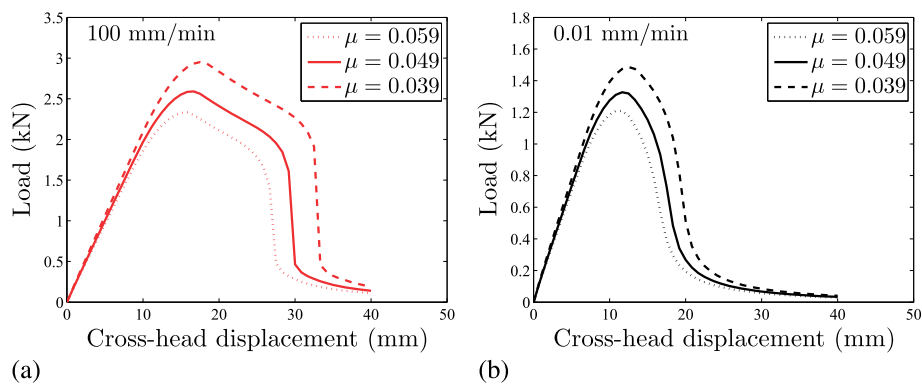 100 mm/min
μ = 0.059
μ = 0.049
μ = 0.039
3.5
3
2.5
2
1.5
1
0.5
0
Load (kN)
0 10 20 30 40 50
Cross-head displacement (mm)
(a)
0.01 mm/min
μ = 0.059
μ = 0.049
μ = 0.039
1.8
1.6
1.4
1.2
1
0.8
0.6
0.4
0.2
0
Load (kN)
0 10 20 30 40 50
Cross-head displacement (mm)
(b)